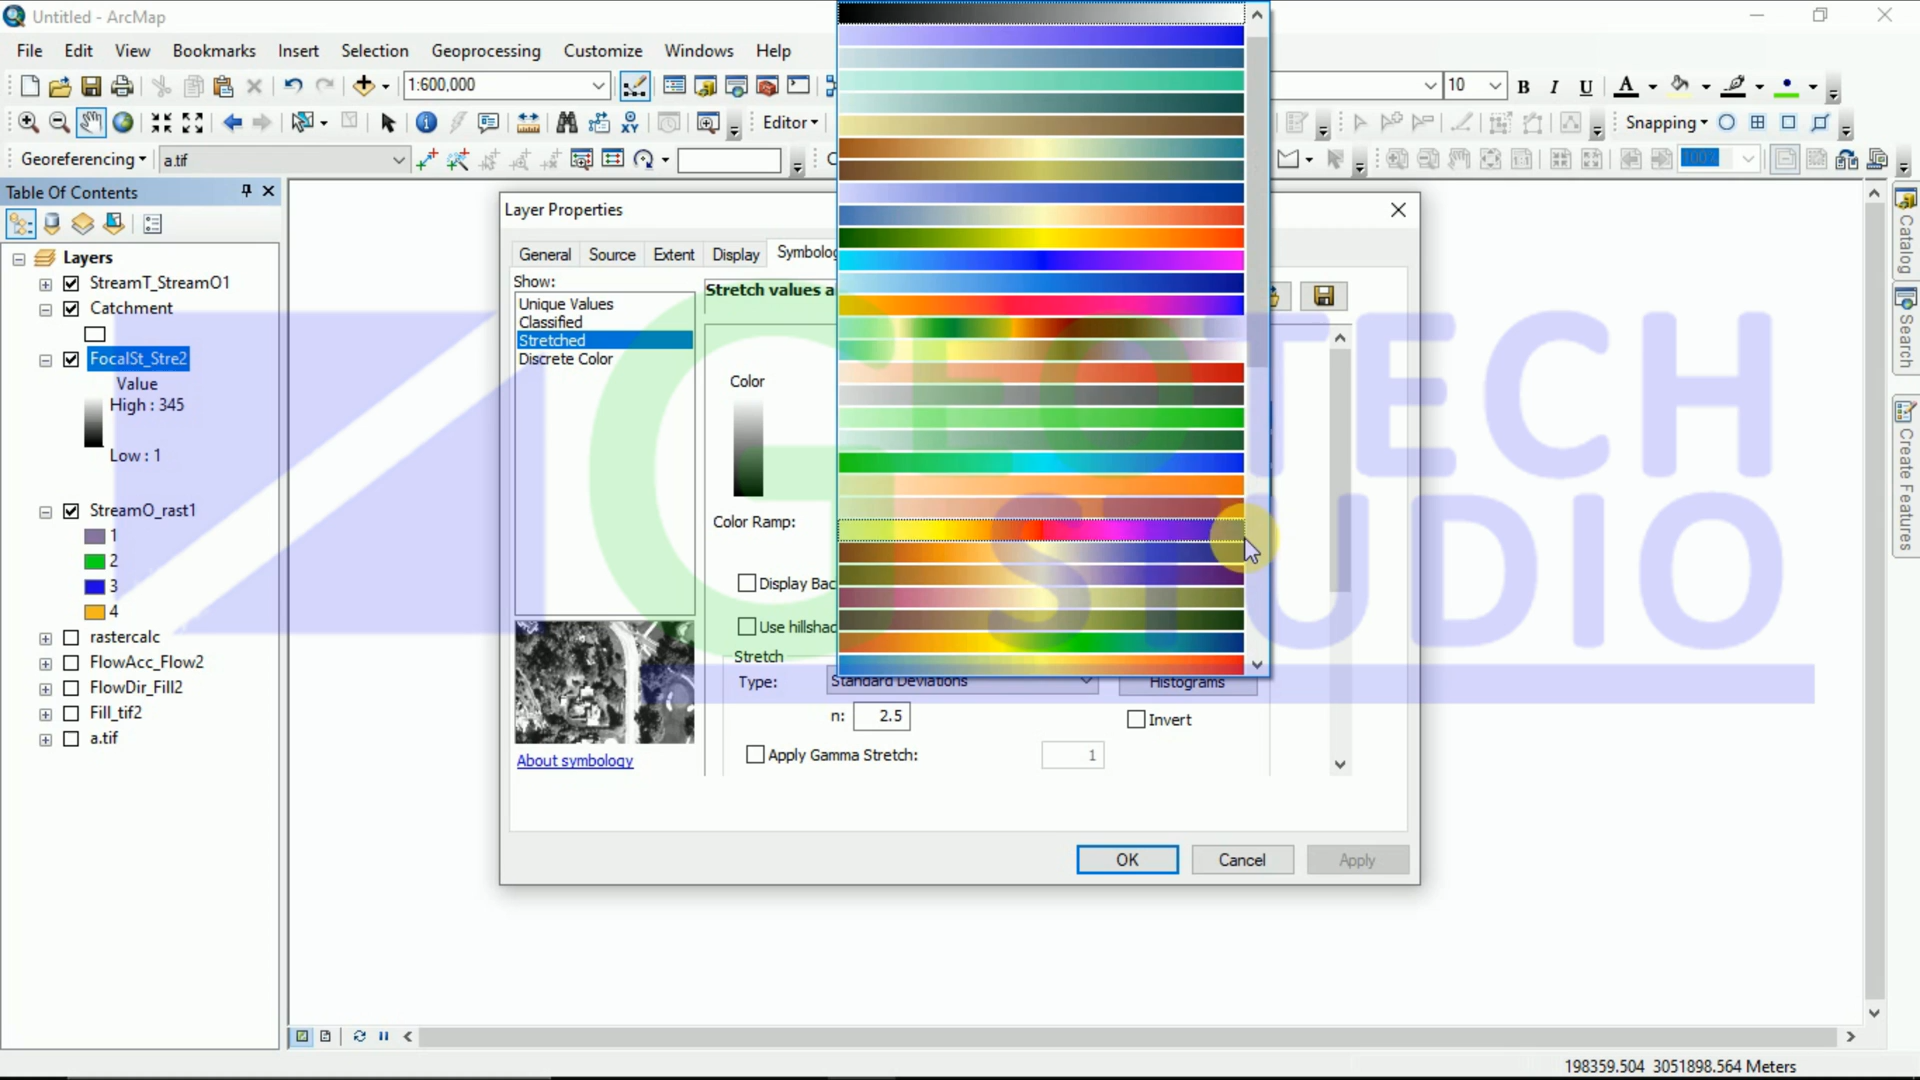 Untitled - ArcMap
File Edit View Bookmarks Insert Selection Geoprocessing Customize Windows Help
1:600,000
10 B I U A
Editor
Snapping
Georeferencing
a.tif
100%
Table Of Contents
Layers
StreamT_StreamO1
Catchment
FocalSt_Stre2
Value
High : 345
Low : 1
StreamO_rast1
1
2
3
4
rastercalc
FlowAcc_Flow2
FlowDir_Fill2
Fill_tif2
a.tif
Layer Properties
General Source Extent Display Symbolog
Show:
Unique Values
Classified
Stretched
Discrete Color
About symbology
Stretch values a
Color
Color Ramp:
Display Bac
Use hillshad
Stretch
Type: Standard Deviations Histograms
n: 2.5
Invert
Apply Gamma Stretch: 1
OK Cancel Apply
Catalog
Search
Create Features
GEOTECH
STUDIO
198359.504 3051898.564 Meters